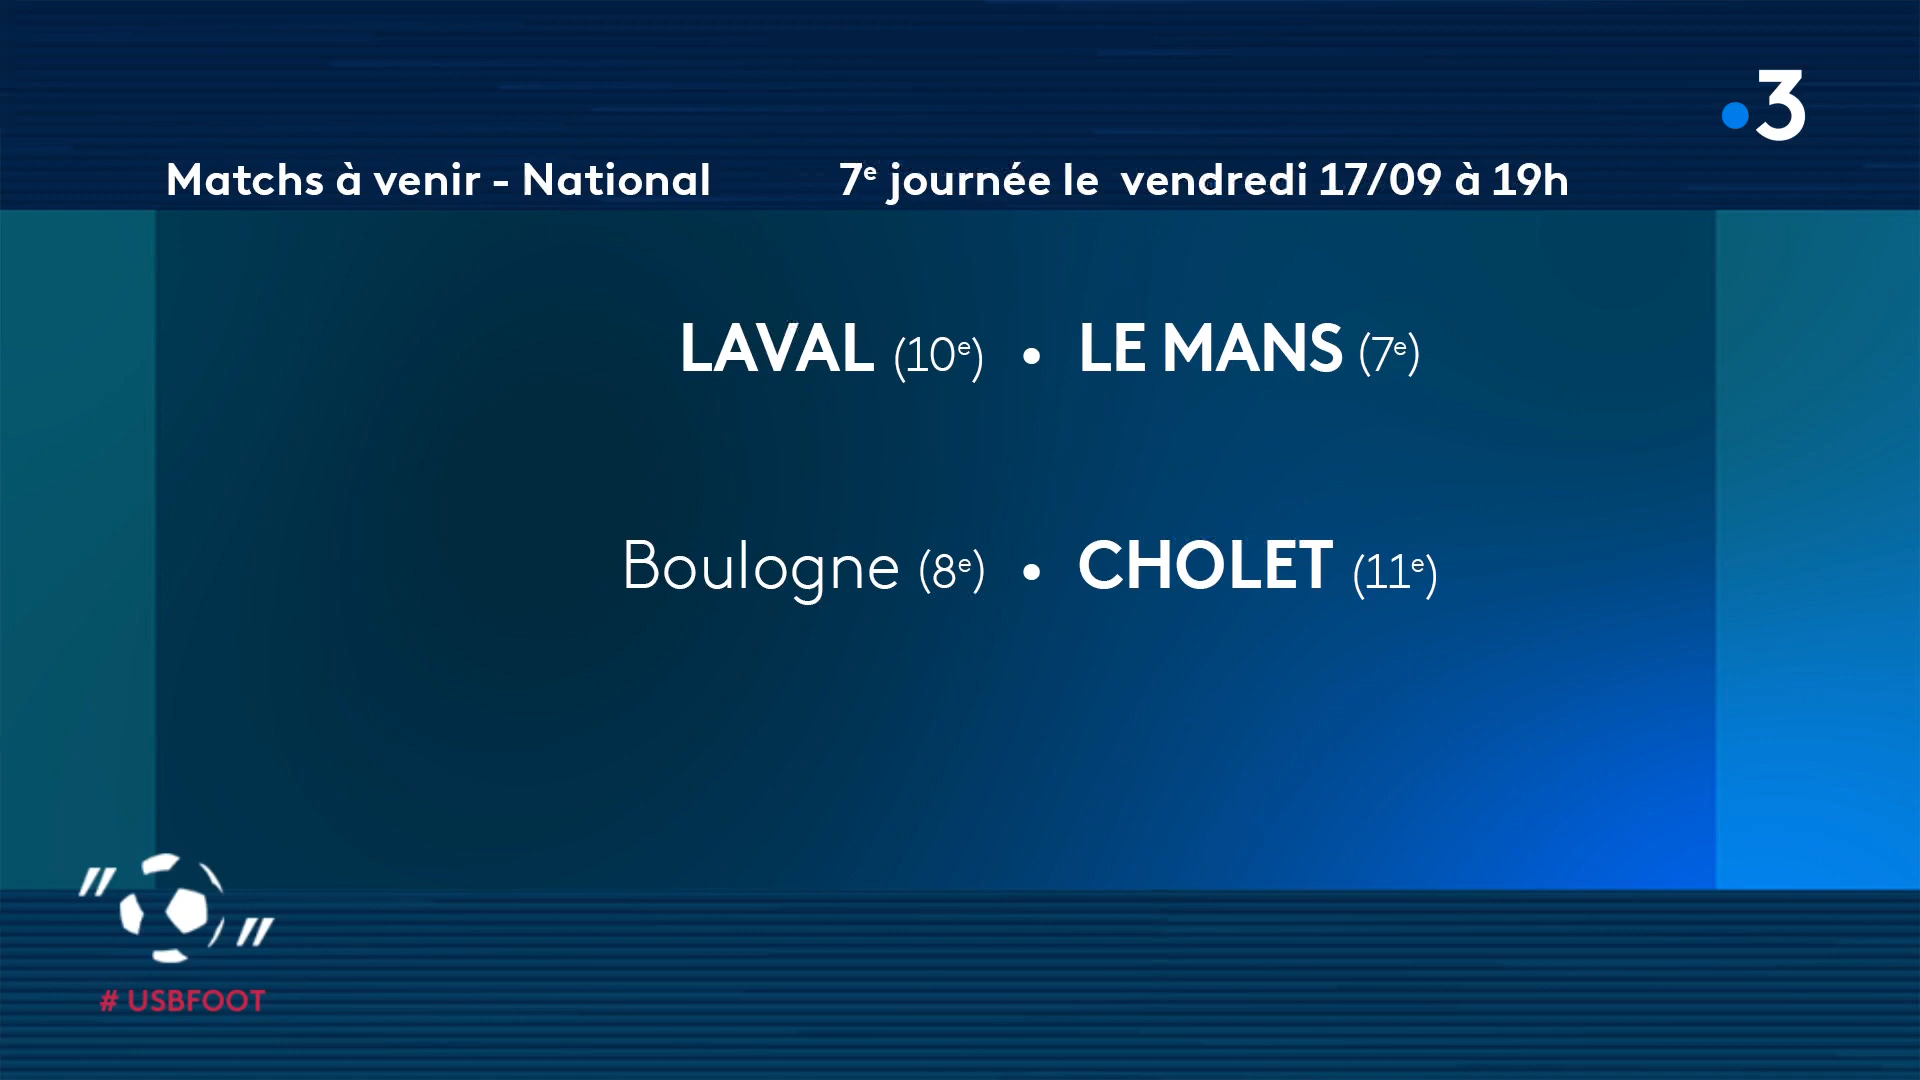 3
Matchs à venir - National 7e journée le vendredi 17/09 à 19h
LAVAL (10e) • LE MANS (7e)
Boulogne (8e) • CHOLET (11e)
# USBFOOT